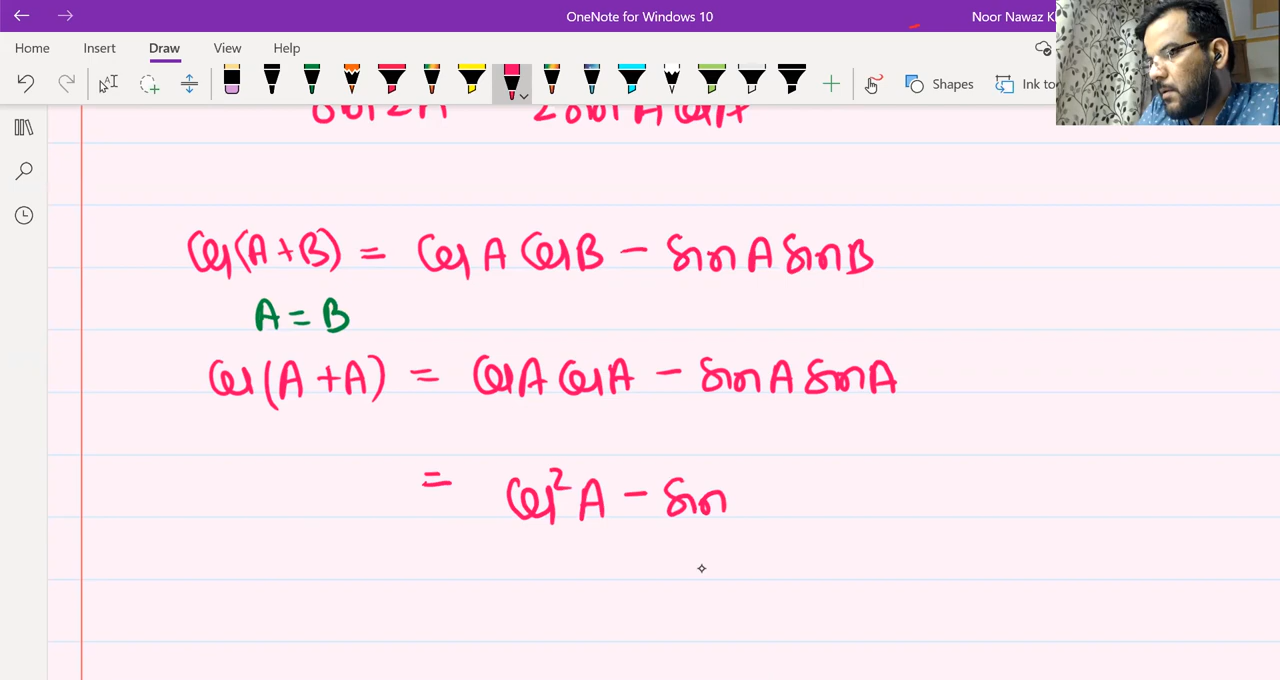 OneNote for Windows 10
Noor Nawaz K
Home Insert Draw View Help
Shapes Ink to
Cos(A+B) = Cos A Cos B - Sin A Sin B
A = B
Cos(A+A) = Cos A Cos A - Sin A Sin A
= Cos²A - Sin